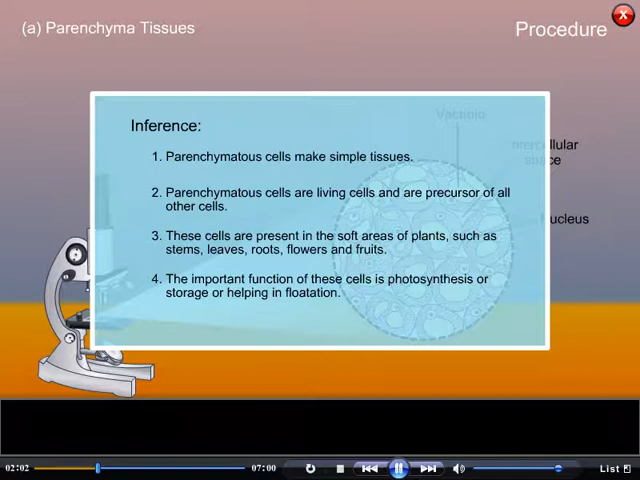 (a) Parenchyma Tissues
Procedure
Vacuole
Inference:
intercellular
space
1. Parenchymatous cells make simple tissues.
2. Parenchymatous cells are living cells and are precursor of all
other cells.
Nucleus
3. These cells are present in the soft areas of plants, such as
stems, leaves, roots, flowers and fruits.
4. The important function of these cells is photosynthesis or
storage or helping in floatation.
02:02
07:00
List